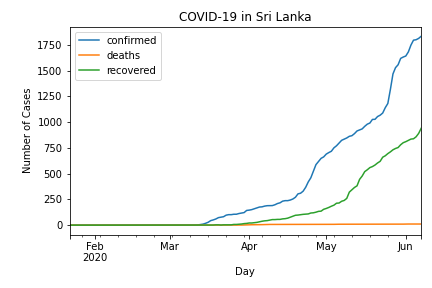 COVID-19 in Sri Lanka
confirmed
deaths
recovered
Number of Cases
1750
1500
1250
1000
750
500
250
0
Feb Mar Apr May Jun
2020
Day